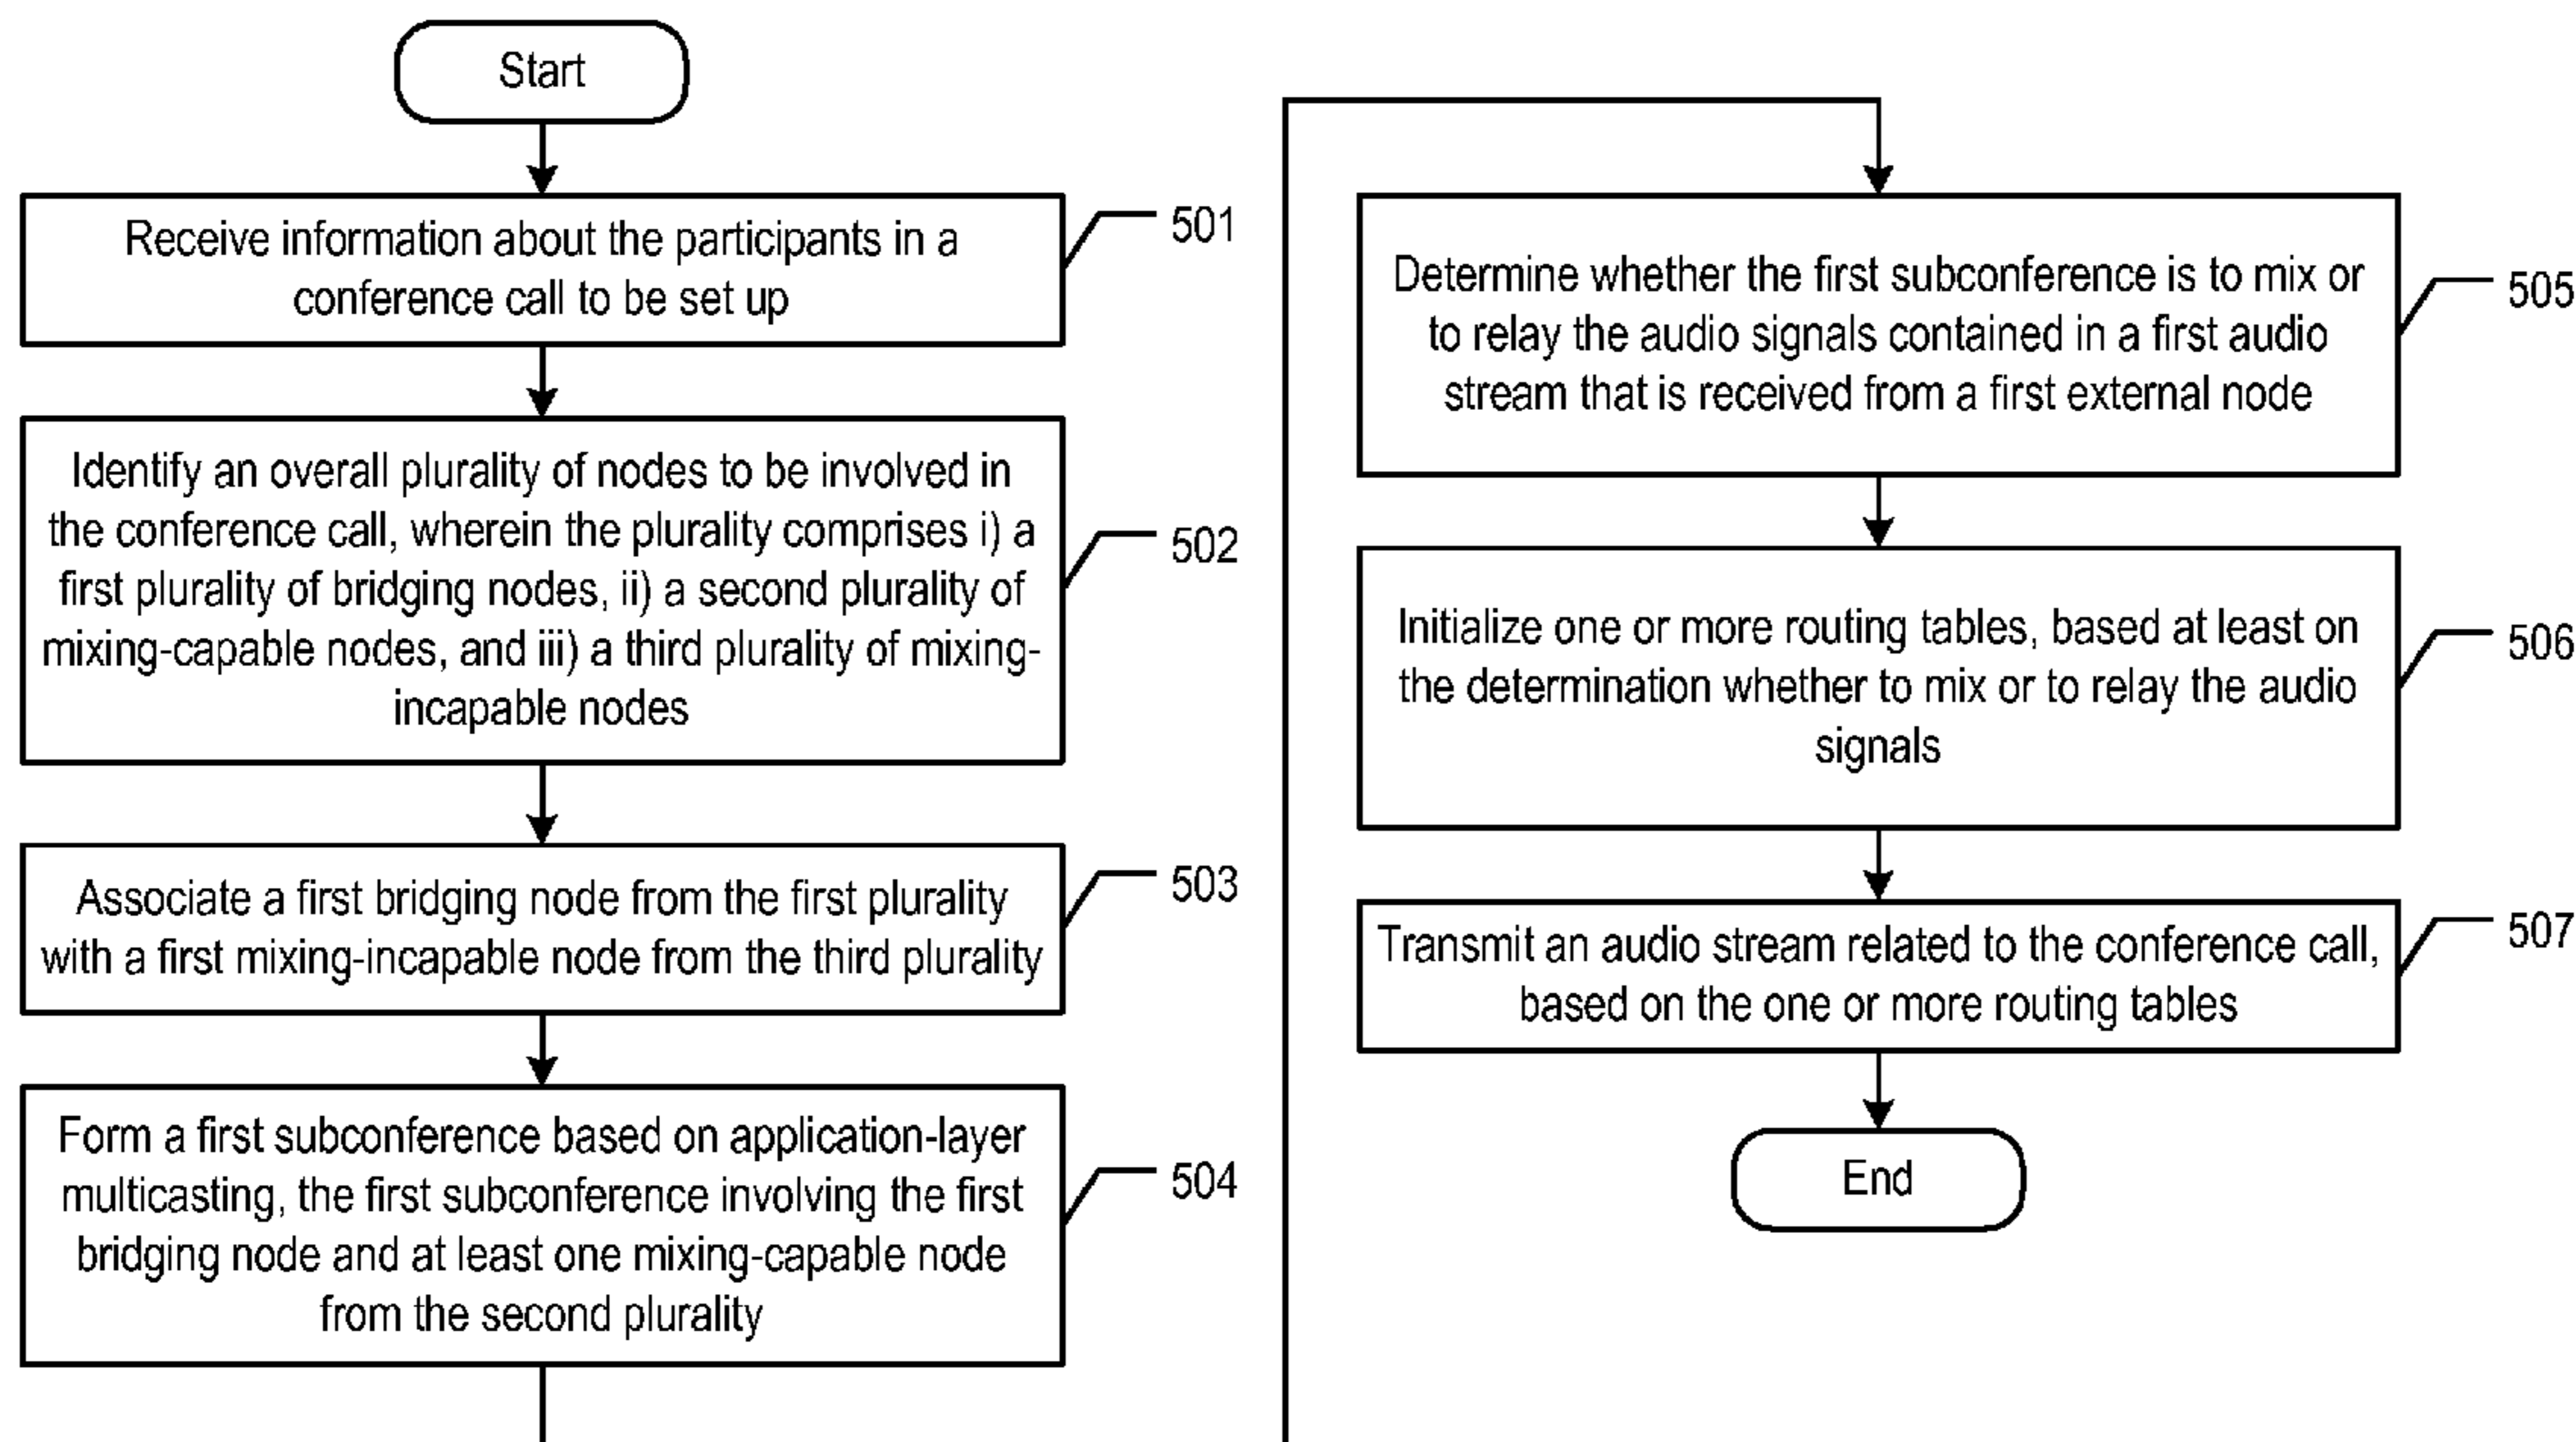 Start
Receive information about the participants in a
conference call to be set up
501
Identify an overall plurality of nodes to be involved in
the conference call, wherein the plurality comprises i) a
first plurality of bridging nodes, ii) a second plurality of
mixing-capable nodes, and iii) a third plurality of mixing-
incapable nodes
502
Associate a first bridging node from the first plurality
with a first mixing-incapable node from the third plurality
503
Form a first subconference based on application-layer
multicasting, the first subconference involving the first
bridging node and at least one mixing-capable node
from the second plurality
504
Determine whether the first subconference is to mix or
to relay the audio signals contained in a first audio
stream that is received from a first external node
505
Initialize one or more routing tables, based at least on
the determination whether to mix or to relay the audio
signals
506
Transmit an audio stream related to the conference call,
based on the one or more routing tables
507
End